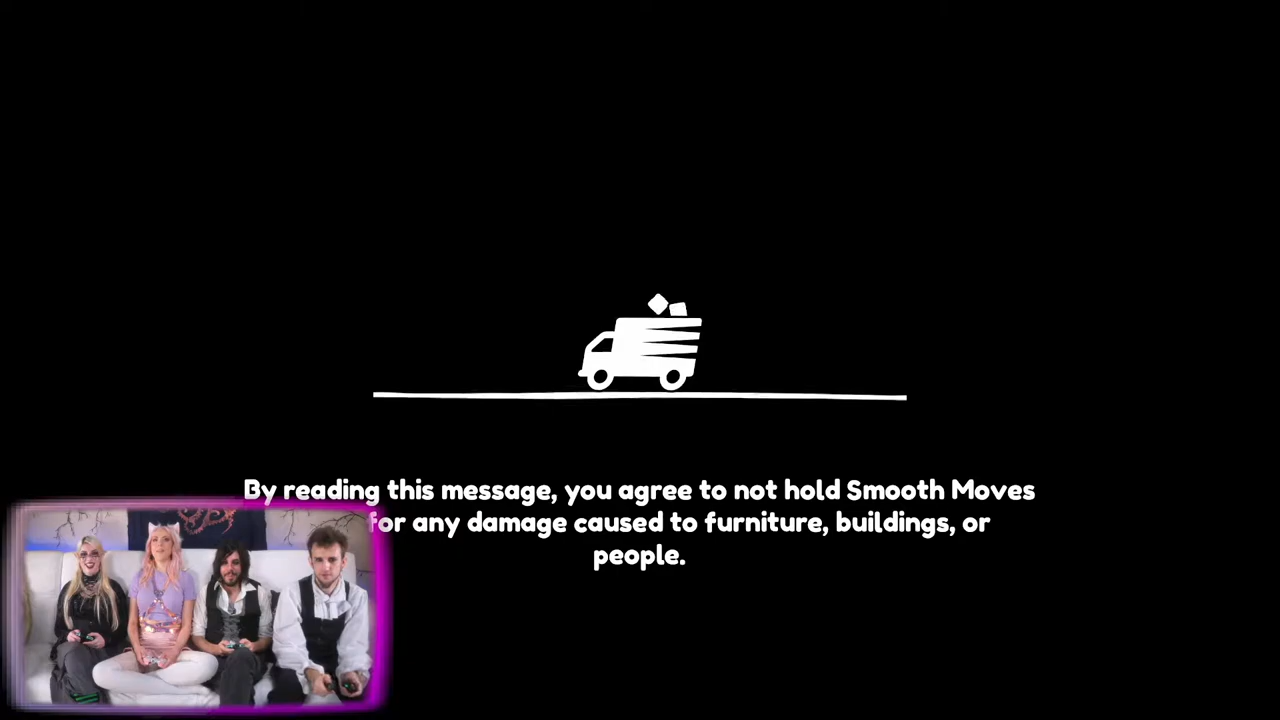 By reading this message, you agree to not hold Smooth Moves
for any damage caused to furniture, buildings, or
people.